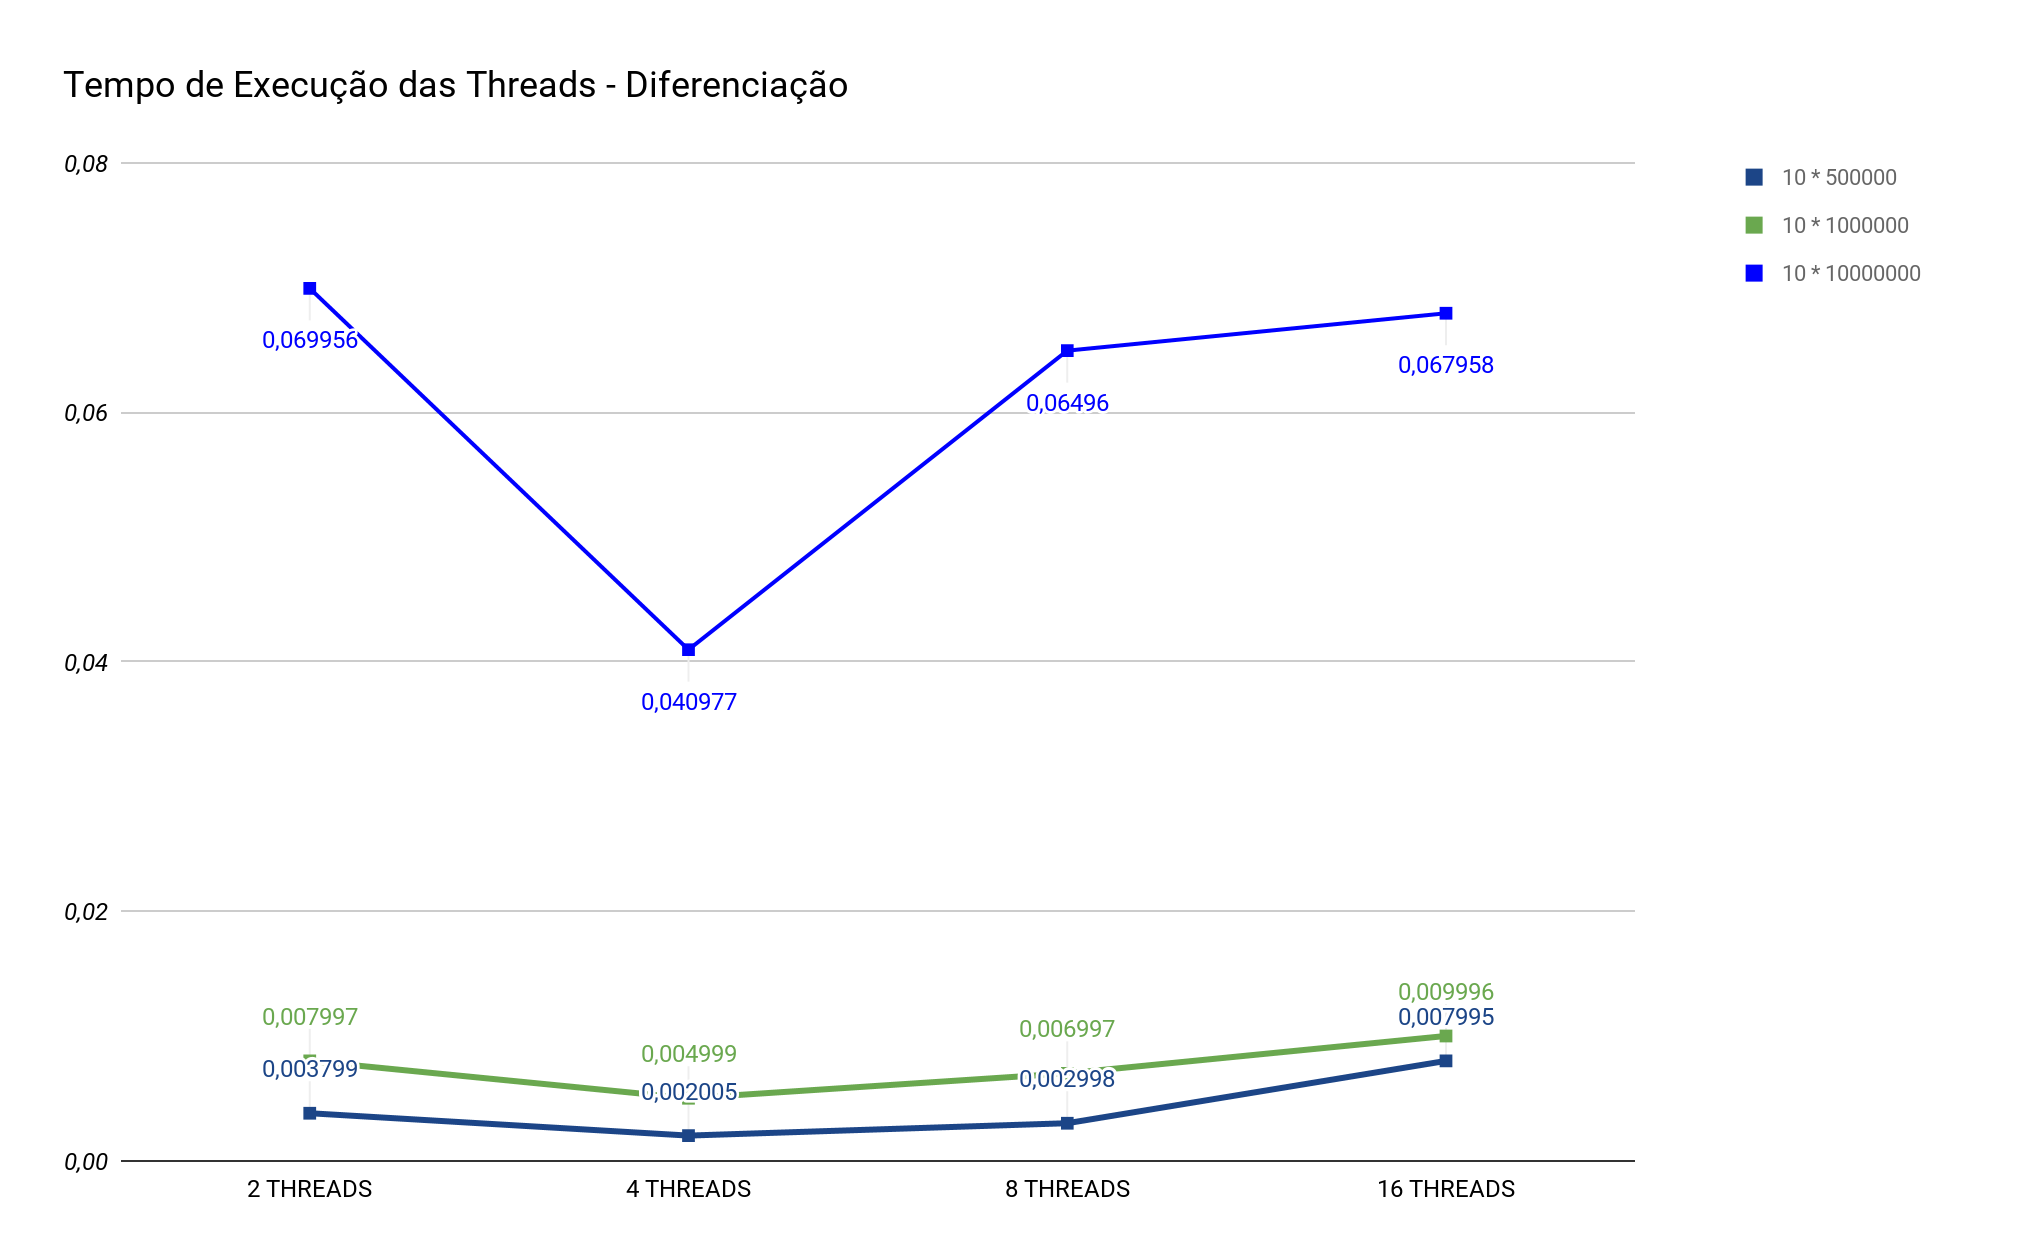 Tempo de Execução das Threads - Diferenciação
0,08
10 * 500000
10 * 1000000
10 * 10000000
0,069956
0,067958
0,06496
0,06
0,040977
0,04
0,02
0,009996
0,007995
0,007997
0,006997
0,004999
0,003799
0,002998
0,002005
0,00
2 THREADS
4 THREADS
8 THREADS
16 THREADS